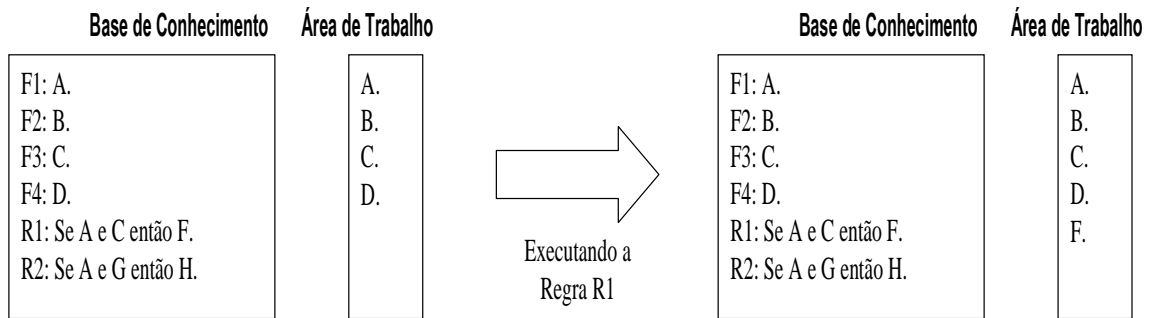 Base de Conhecimento
Área de Trabalho
F1: A.
F2: B.
F3: C.
F4: D.
R1: Se A e C então F.
R2: Se A e G então H.
A.
B.
C.
D.
Executando a
Regra R1
Base de Conhecimento
Área de Trabalho
F1: A.
F2: B.
F3: C.
F4: D.
R1: Se A e C então F.
R2: Se A e G então H.
A.
B.
C.
D.
F.